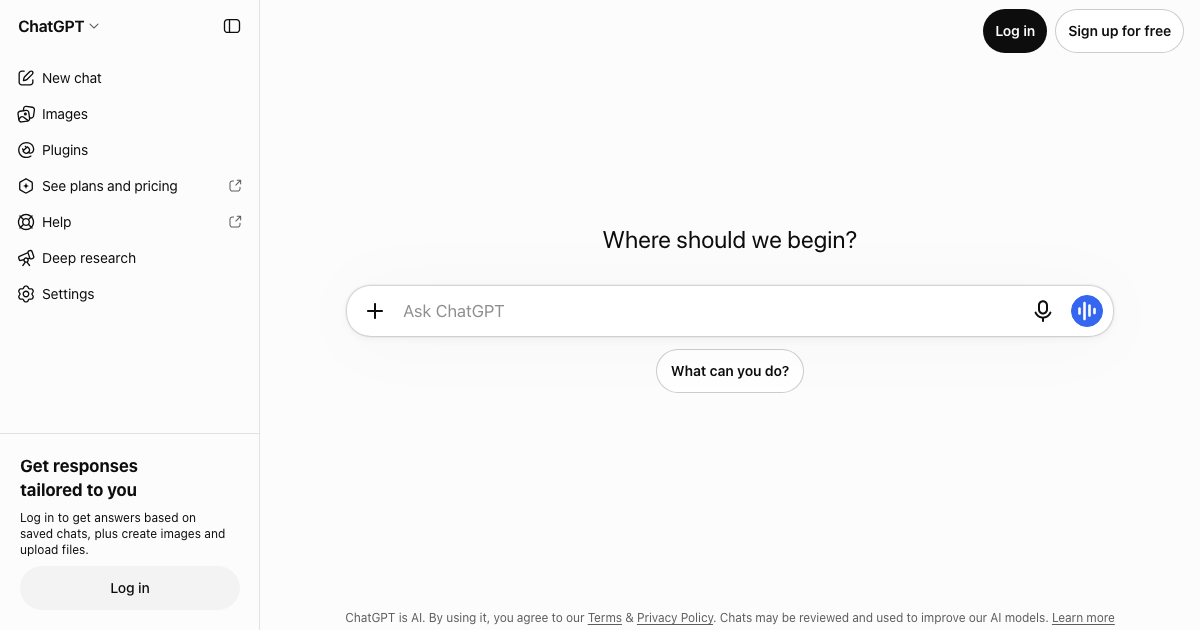 ChatGPT
New chat
Images
Plugins
See plans and pricing
Help
Deep research
Settings
Get responses
tailored to you
Log in to get answers based on
saved chats, plus create images and
upload files.
Log in
Log in
Sign up for free
Where should we begin?
Ask ChatGPT
What can you do?
ChatGPT is AI. By using it, you agree to our Terms & Privacy Policy. Chats may be reviewed and used to improve our AI models. Learn more